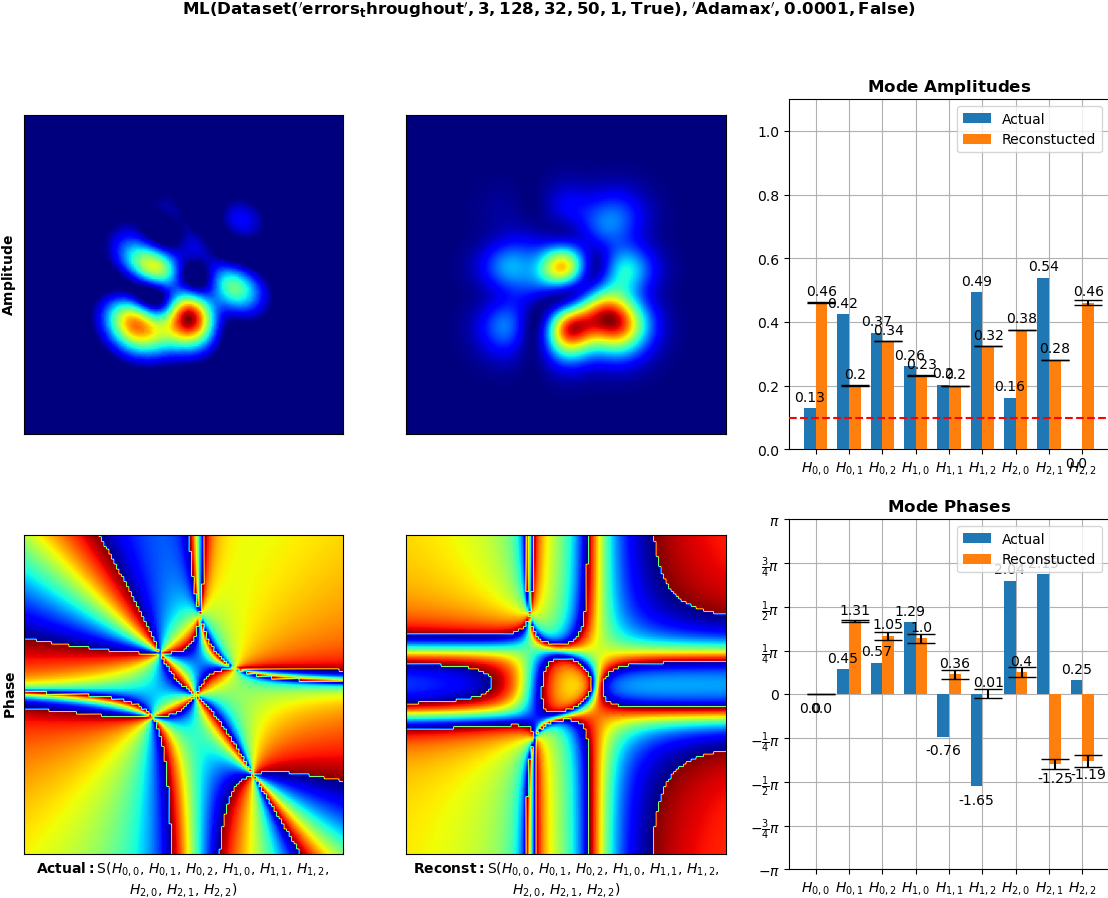 ML(Dataset('errors_throughout', 3, 128, 32, 50, 1, True), 'Adamax', 0.0001, False)
Amplitude
Mode Amplitudes
Actual
Reconstucted
1.0
0.8
0.6
0.4
0.2
0.0
0.13
0.46
0.42
0.2
0.37
0.34
0.26
0.23
0.2
0.2
0.49
0.32
0.16
0.38
0.54
0.28
0.0
0.46
H0,0 H0,1 H0,2 H1,0 H1,1 H1,2 H2,0 H2,1 H2,2
Phase
Mode Phases
Actual
Reconstucted
π
3/4π
1/2π
1/4π
0
−1/4π
−1/2π
−3/4π
−π
0.0
0.0
0.45
1.31
0.57
1.05
1.29
1.0
-0.76
0.36
-1.65
0.01
2.04
0.4
-1.25
0.25
-1.19
H0,0 H0,1 H0,2 H1,0 H1,1 H1,2 H2,0 H2,1 H2,2
Actual: S(H0,0, H0,1, H0,2, H1,0, H1,1, H1,2,
H2,0, H2,1, H2,2)
Reconst: S(H0,0, H0,1, H0,2, H1,0, H1,1, H1,2,
H2,0, H2,1, H2,2)